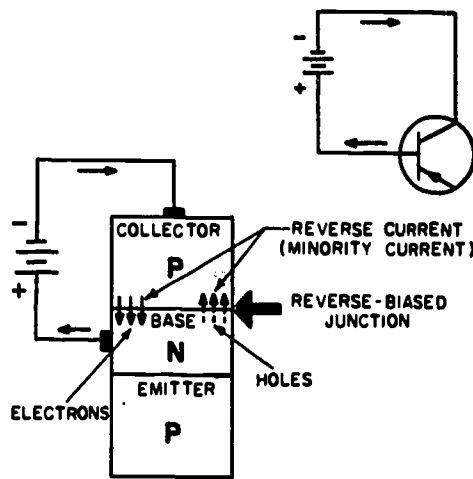 -
+
-
+
COLLECTOR
P
REVERSE CURRENT
(MINORITY CURRENT)
REVERSE-BIASED
JUNCTION
BASE
N
HOLES
ELECTRONS
EMITTER
P